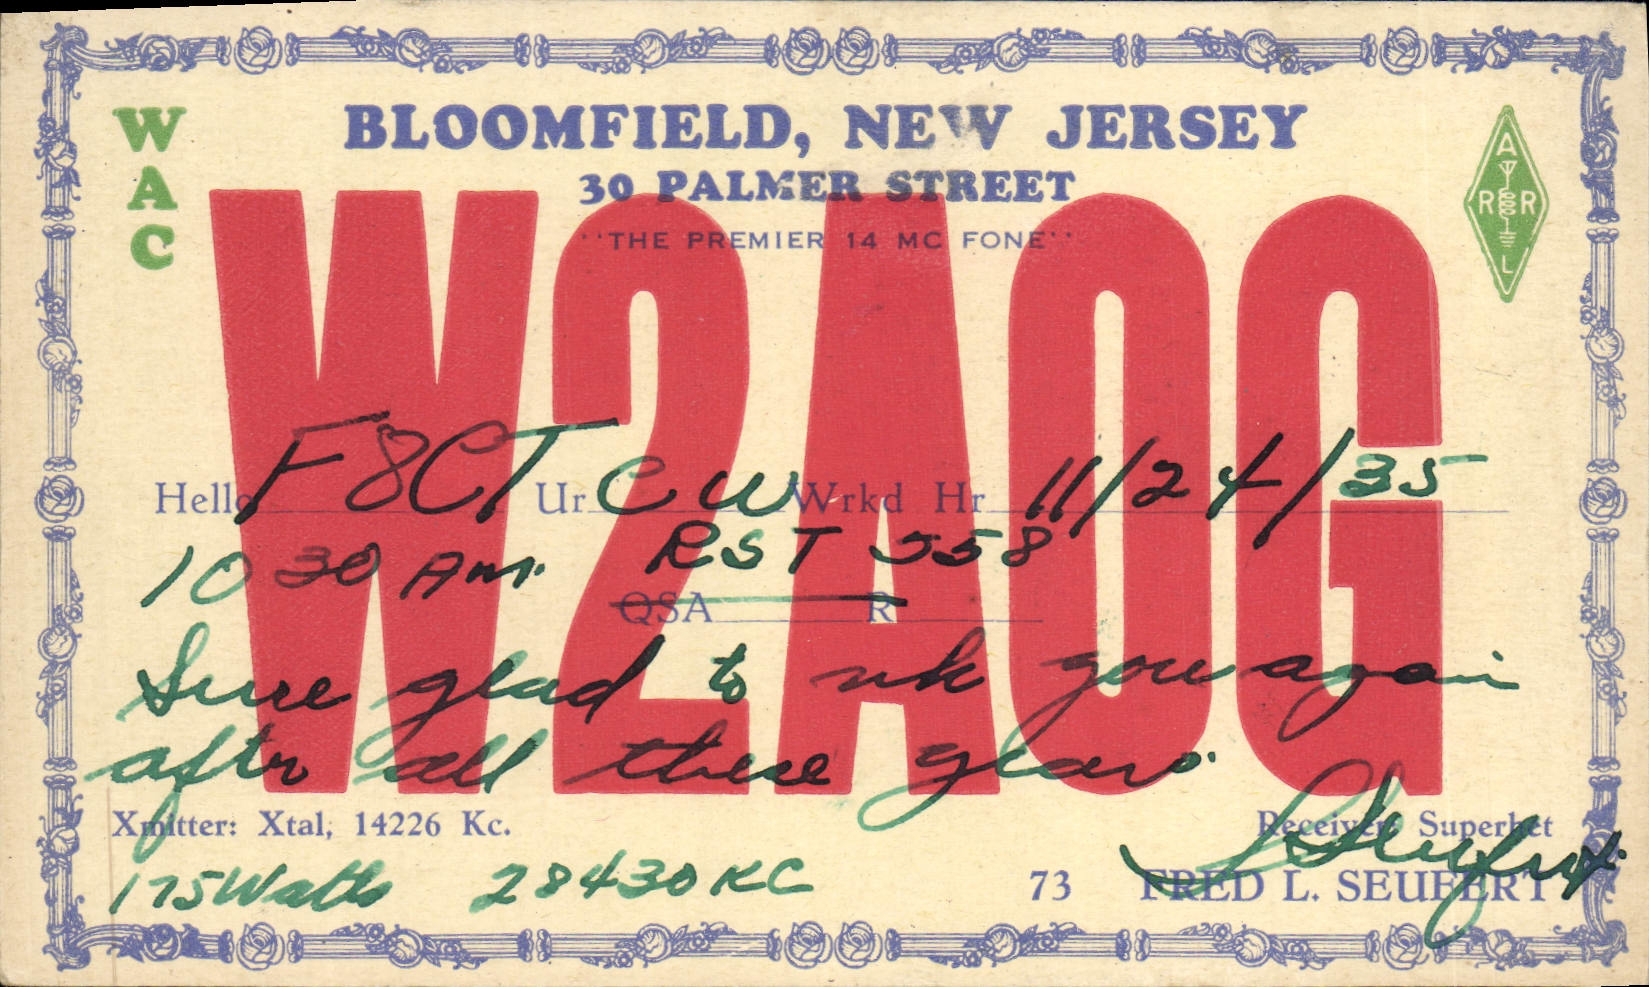 WAC
BLOOMFIELD, NEW JERSEY
30 PALMER STREET
"THE PREMIER 14 MC FONE"
ARRL
W2AOG
Hello F8CT Ur CW Wrkd Hr 11/24/35
10 30 Am. RST 558
QSA R
Sure glad to wk you again
after all these years.
Xmitter: Xtal, 14226 Kc.
Receiver: Superhet
175 Watts 28430 KC
73 FRED L. SEUFERT
F L Seufert